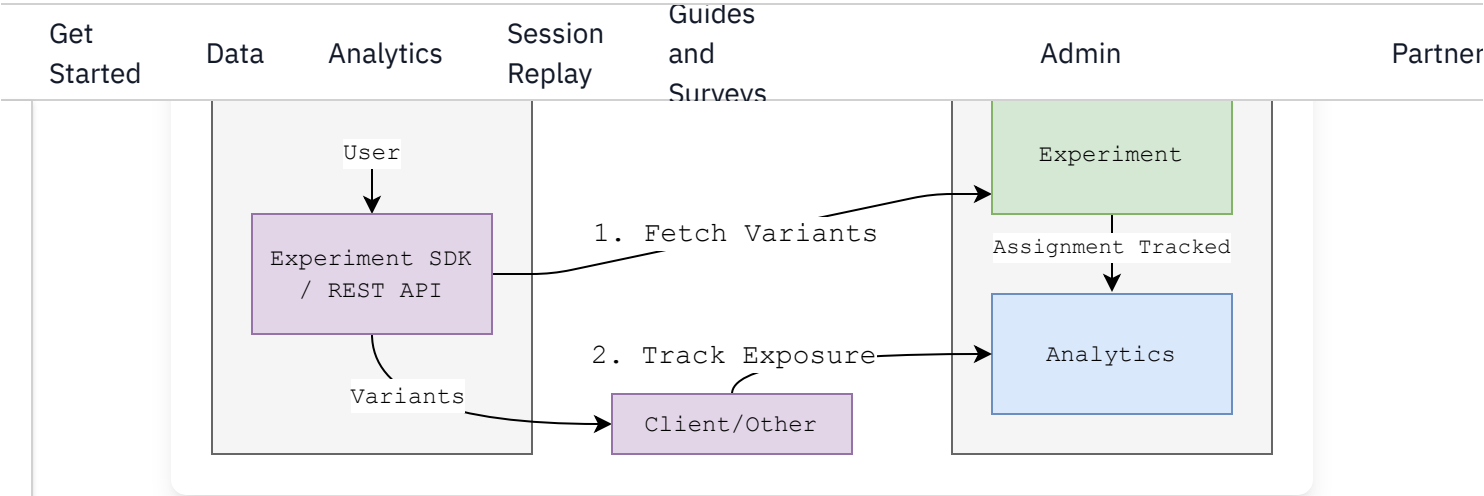 Get
Started
Data
Analytics
Session
Replay
Guides
and
Surveys
Admin
Partner
User
Experiment
1. Fetch Variants
Assignment Tracked
Experiment SDK
/ REST API
2. Track Exposure
Analytics
Variants
Client/Other